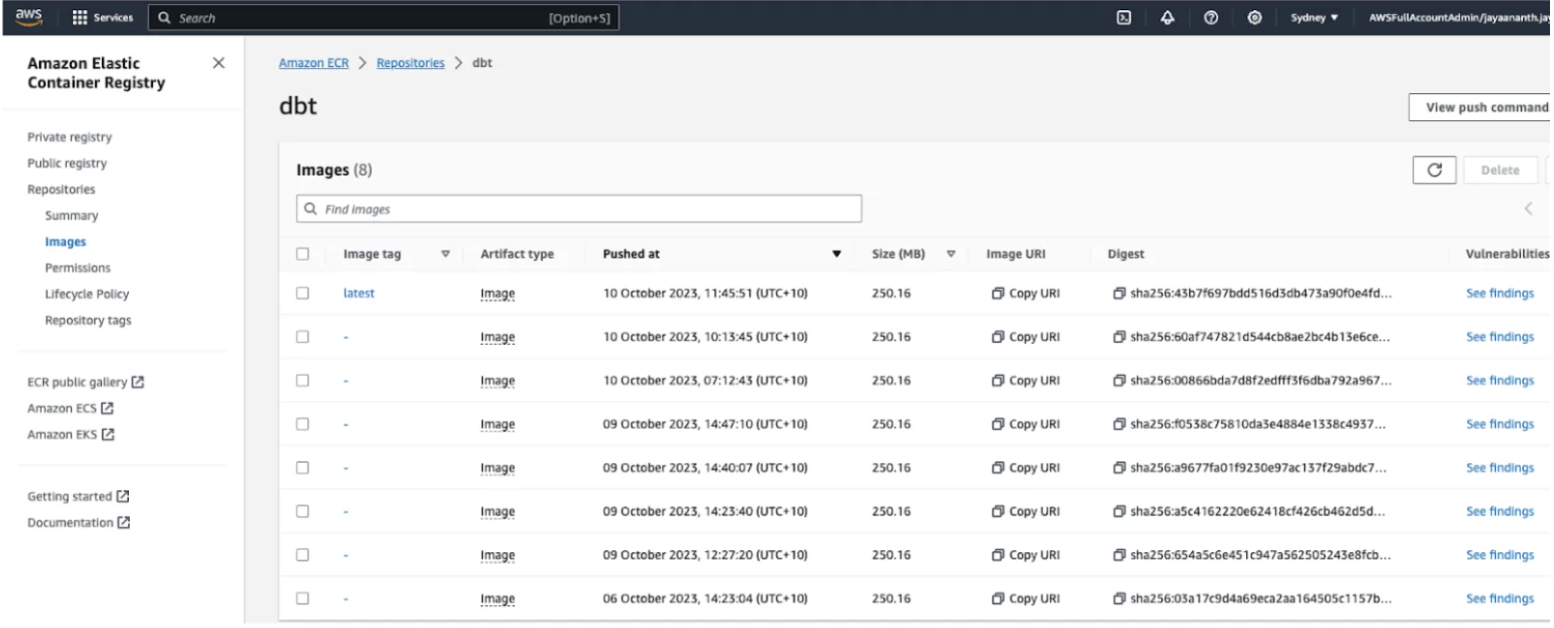 aws Services Search [Option+S] Sydney AWSFullAccountAdmin/jayaananth.jay
Amazon Elastic
Container Registry
Private registry
Public registry
Repositories
Summary
Images
Permissions
Lifecycle Policy
Repository tags
ECR public gallery
Amazon ECS
Amazon EKS
Getting started
Documentation
Amazon ECR > Repositories > dbt
dbt
View push command
Images (8)
Delete
Find images
Image tag Artifact type Pushed at Size (MB) Image URI Digest Vulnerabilities
latest Image 10 October 2023, 11:45:51 (UTC+10) 250.16 Copy URI sha256:43b7f697bdd516d3db473a90f0e4fd... See findings
- Image 10 October 2023, 10:13:45 (UTC+10) 250.16 Copy URI sha256:60af747821d544cb8ae2bc4b13e6ce... See findings
- Image 10 October 2023, 07:12:43 (UTC+10) 250.16 Copy URI sha256:00866bda7d8f2edfff3f6dba792a967... See findings
- Image 09 October 2023, 14:47:10 (UTC+10) 250.16 Copy URI sha256:f0538c75810da3e4884e1338c4937... See findings
- Image 09 October 2023, 14:40:07 (UTC+10) 250.16 Copy URI sha256:a9677fa01f9230e97ac137f29abdc7... See findings
- Image 09 October 2023, 14:23:40 (UTC+10) 250.16 Copy URI sha256:a5c4162220e62418cf426cb462d5d... See findings
- Image 09 October 2023, 12:27:20 (UTC+10) 250.16 Copy URI sha256:654a5c6e451c947a562505243e8fcb... See findings
- Image 06 October 2023, 14:23:04 (UTC+10) 250.16 Copy URI sha256:03a17c9d4a69eca2aa164505c1157b... See findings